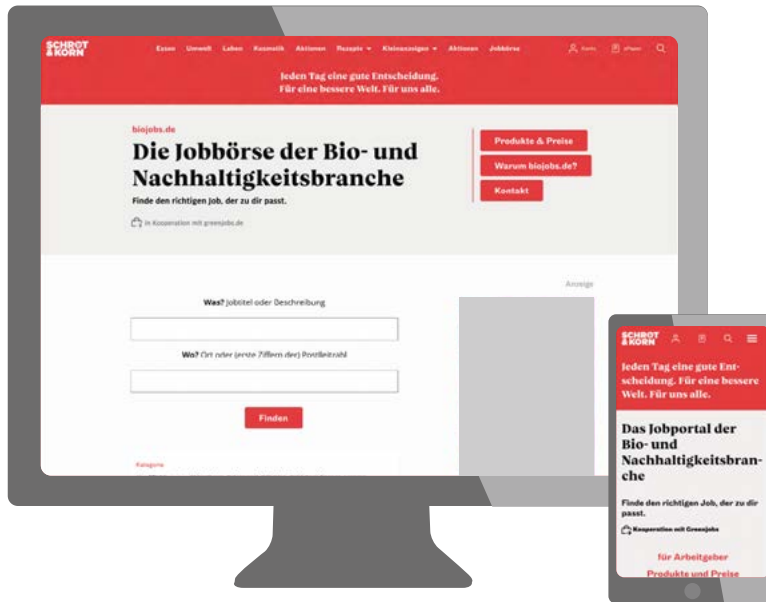 SCHROT
& KORN
Essen Umwelt Leben Kosmetik Aktionen Rezepte Kleinanzeigen Aktionen Jobbörse
Jeden Tag eine gute Entscheidung.
Für eine bessere Welt. Für uns alle.
biojobs.de
Die Jobbörse der Bio- und
Nachhaltigkeitsbranche
Finde den richtigen Job, der zu dir passt.
in Kooperation mit greenjobs.de
Produkte & Preise
Warum biojobs.de?
Kontakt
Anzeige
Was? Jobtitel oder Beschreibung
Wo? Ort oder (erste Ziffern der) Postleitzahl
Finden
Kategorie
SCHROT
& KORN
Jeden Tag eine gute Ent-
scheidung. Für eine bessere
Welt. Für uns alle.
Das Jobportal der
Bio- und
Nachhaltigkeitsbran-
che
Finde den richtigen Job, der zu dir
passt.
Kooperation mit Greenjobs
für Arbeitgeber
Produkte und Preise